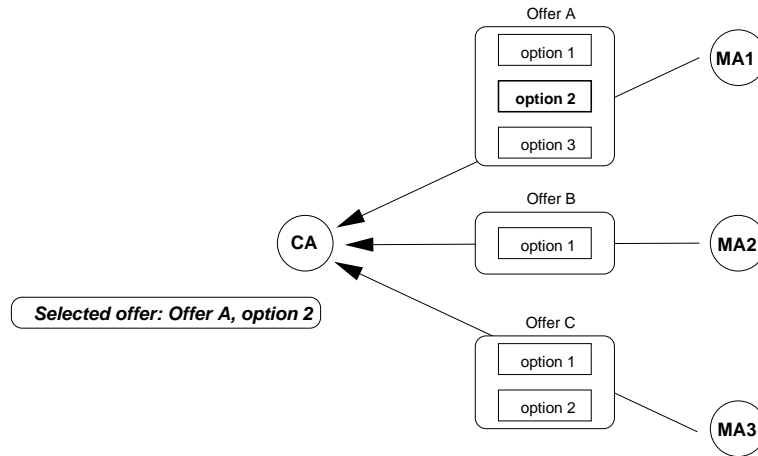 Offer A
option 1
MA1
option 2
option 3
Offer B
CA
option 1
MA2
Selected offer: Offer A, option 2
Offer C
option 1
option 2
MA3